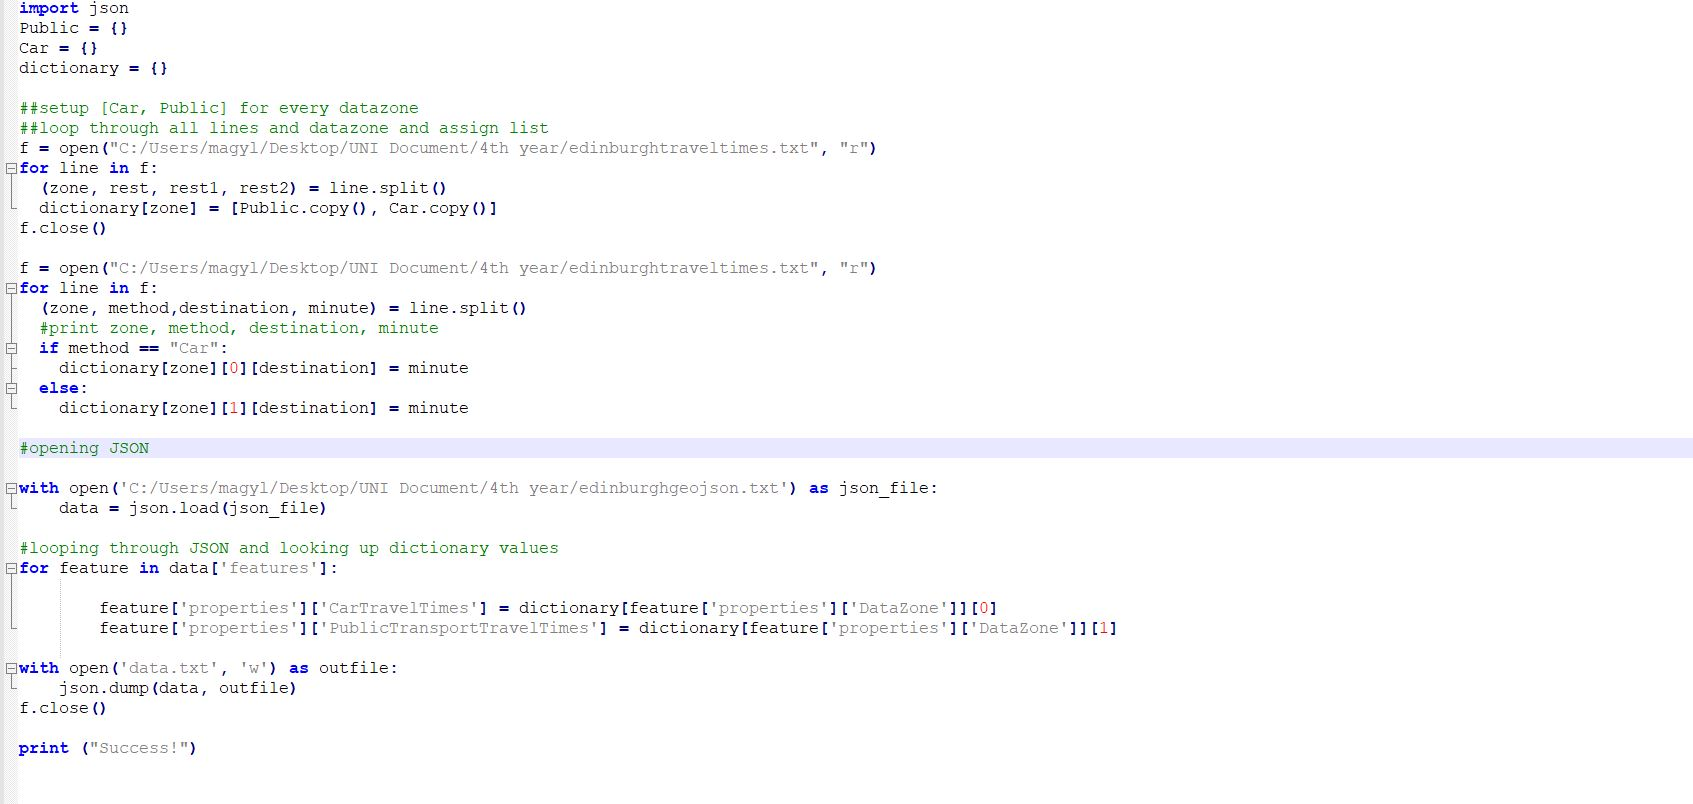 import json
Public = {}
Car = {}
dictionary = {}
##setup [Car, Public] for every datazone
##loop through all lines and datazone and assign list
f = open("C:/Users/magyl/Desktop/UNI Document/4th year/edinburghtraveltimes.txt", "r")
for line in f:
  (zone, rest, rest1, rest2) = line.split()
  dictionary[zone] = [Public.copy(), Car.copy()]
f.close()
f = open("C:/Users/magyl/Desktop/UNI Document/4th year/edinburghtraveltimes.txt", "r")
for line in f:
  (zone, method,destination, minute) = line.split()
  #print zone, method, destination, minute
  if method == "Car":
    dictionary[zone][0][destination] = minute
  else:
    dictionary[zone][1][destination] = minute
#opening JSON
with open('C:/Users/magyl/Desktop/UNI Document/4th year/edinburghgeojson.txt') as json_file:
    data = json.load(json_file)
#looping through JSON and looking up dictionary values
for feature in data['features']:
        feature['properties']['CarTravelTimes'] = dictionary[feature['properties']['DataZone']][0]
        feature['properties']['PublicTransportTravelTimes'] = dictionary[feature['properties']['DataZone']][1]
with open('data.txt', 'w') as outfile:
    json.dump(data, outfile)
f.close()
print ("Success!")